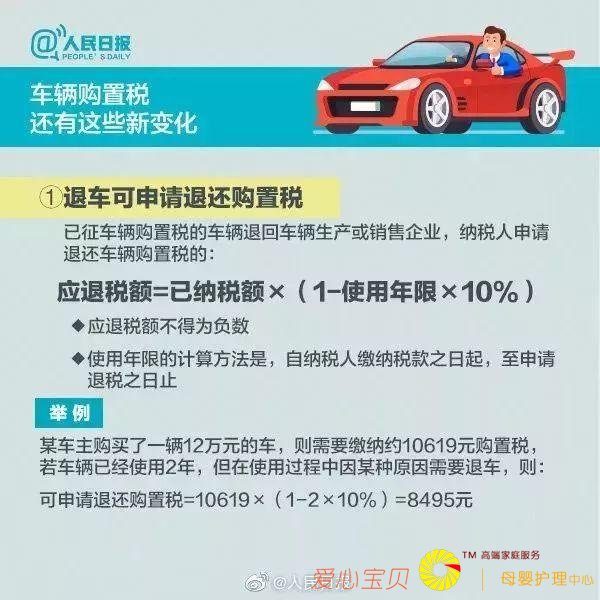 人民日报
PEOPLE'S DAILY
车辆购置税
还有这些新变化
①退车可申请退还购置税
已征车辆购置税的车辆退回车辆生产或销售企业，纳税人申请
退还车辆购置税的：
应退税额=已纳税额×（1-使用年限×10%）
◆应退税额不得为负数
◆使用年限的计算方法是，自纳税人缴纳税款之日起，至申请
退税之日止
举例
某车主购买了一辆12万元的车，则需要缴纳约10619元购置税，
若车辆已经使用2年，但在使用过程中因某种原因需要退车，则：
可申请退还购置税=10619×（1-2×10%）=8495元
@人民日报
爱心宝贝
TM 高端家庭服务
母婴护理中心